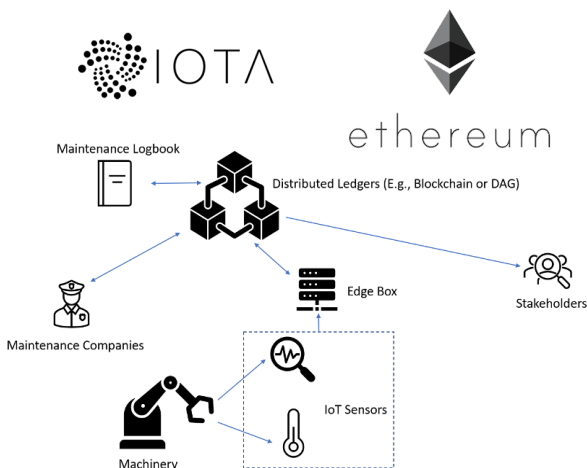 IOTA
ethereum
Maintenance Logbook
Distributed Ledgers (E.g., Blockchain or DAG)
Edge Box
Stakeholders
Maintenance Companies
IoT Sensors
Machinery